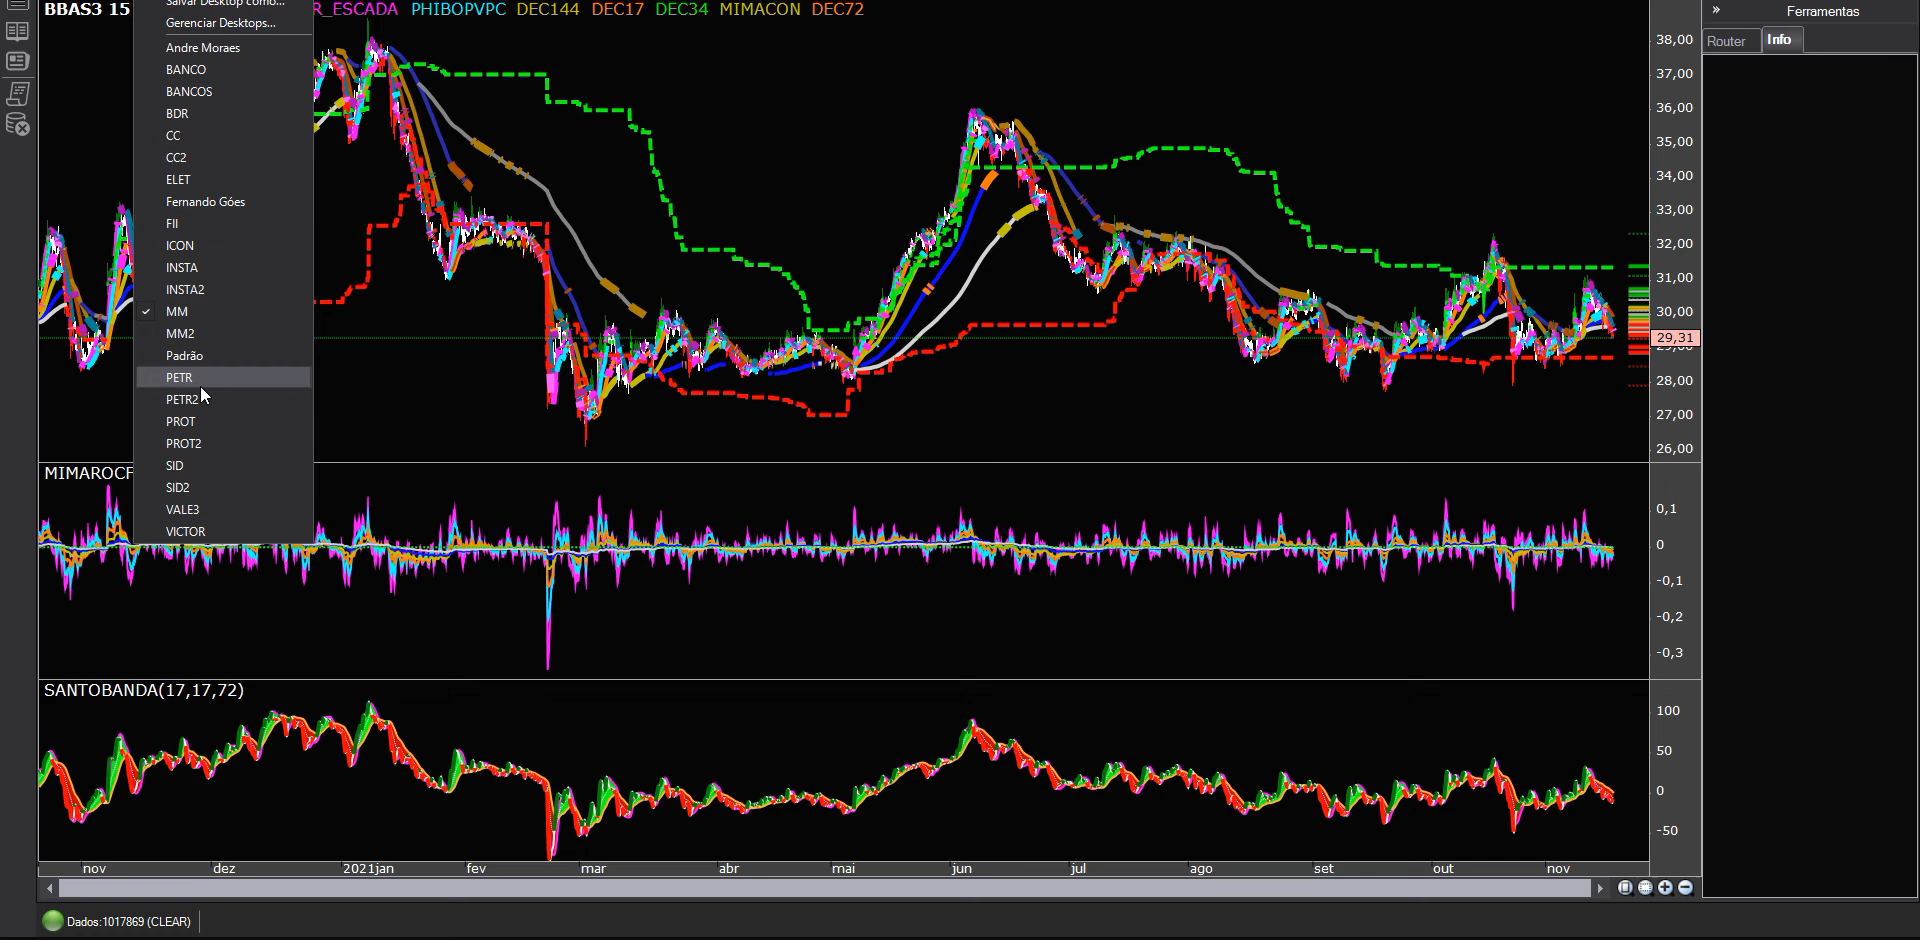 BBAS3 15
R_ESCADA PHIBOPVPC DEC144 DEC17 DEC34 MIMACON DEC72
Salvar Desktop como...
Gerenciar Desktops...
Andre Moraes
BANCO
BANCOS
BDR
CC
CC2
ELET
Fernando Góes
FII
ICON
INSTA
INSTA2
MM
MM2
Padrão
PETR
PETR2
PROT
PROT2
SID
SID2
VALE3
VICTOR
38,00
37,00
36,00
35,00
34,00
33,00
32,00
31,00
30,00
29,31
28,00
27,00
26,00
MIMAROCF
0,1
0
-0,1
-0,2
-0,3
SANTOBANDA(17,17,72)
100
50
0
-50
nov dez 2021jan fev mar abr mai jun jul ago set out nov
Dados:1017869 (CLEAR)
» Ferramentas
Router Info